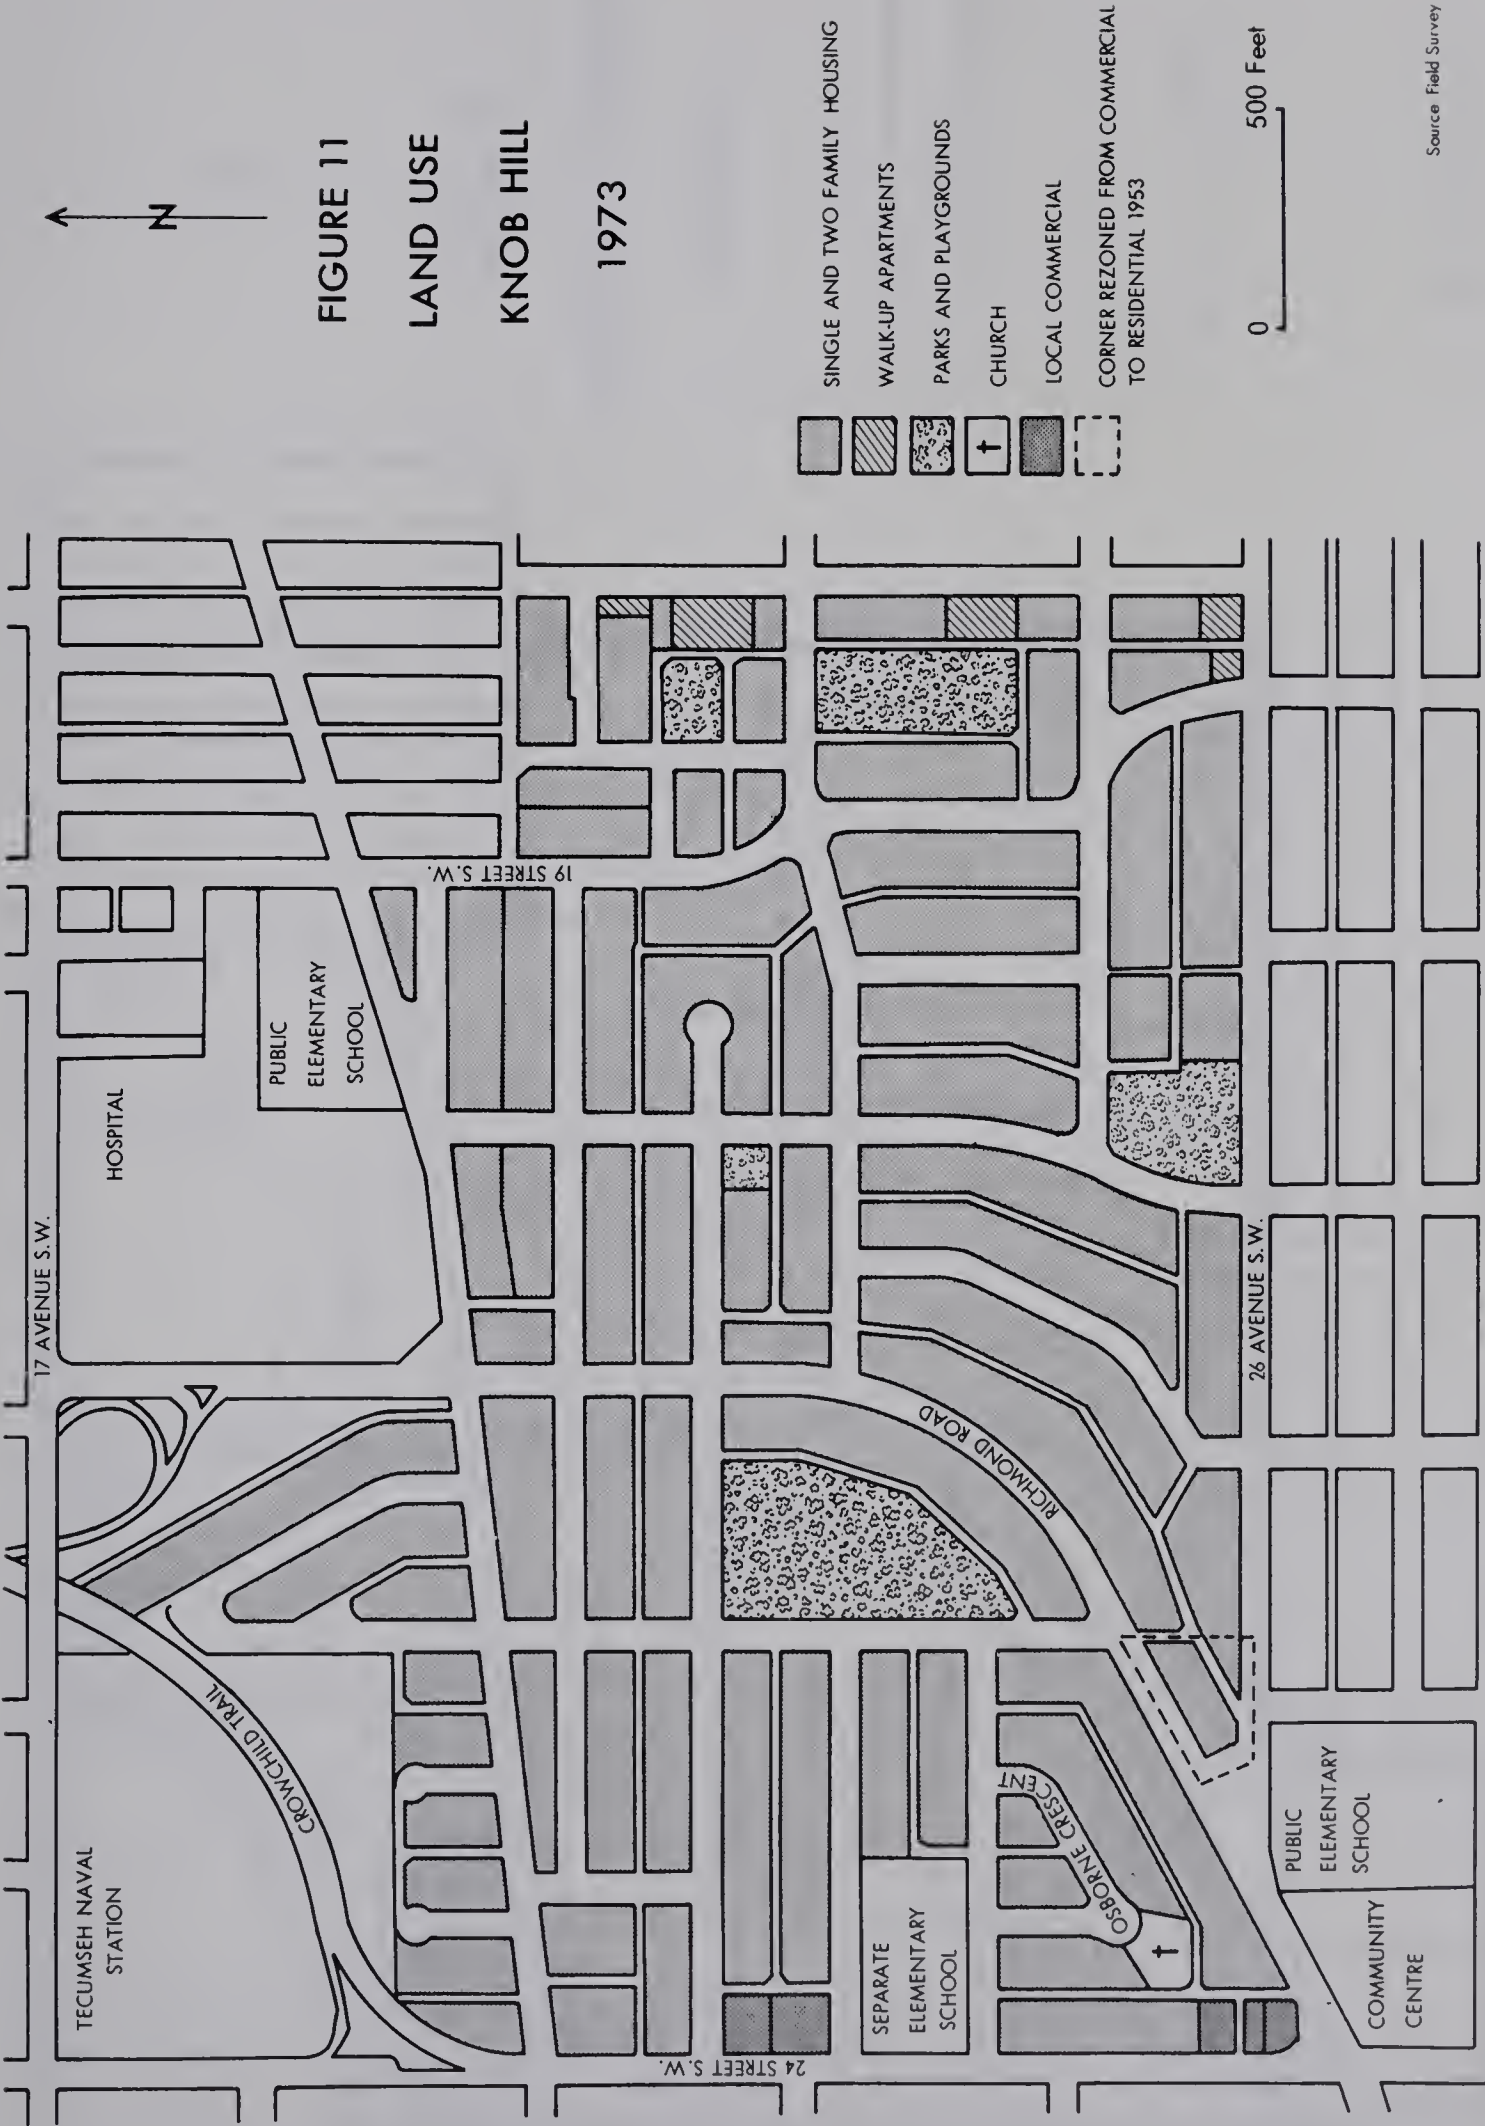 N
FIGURE 11
LAND USE
KNOB HILL
1973
SINGLE AND TWO FAMILY HOUSING
WALK-UP APARTMENTS
PARKS AND PLAYGROUNDS
CHURCH
LOCAL COMMERCIAL
CORNER REZONED FROM COMMERCIAL
TO RESIDENTIAL 1953
0
500 Feet
Source Field Survey
17 AVENUE S.W.
TECUMSEH NAVAL
STATION
CROWCHILD TRAIL
HOSPITAL
PUBLIC
ELEMENTARY
SCHOOL
19 STREET S.W.
24 STREET S.W.
SEPARATE
ELEMENTARY
SCHOOL
RICHMOND ROAD
OSBORNE CRESCENT
26 AVENUE S.W.
COMMUNITY
CENTRE
PUBLIC
ELEMENTARY
SCHOOL